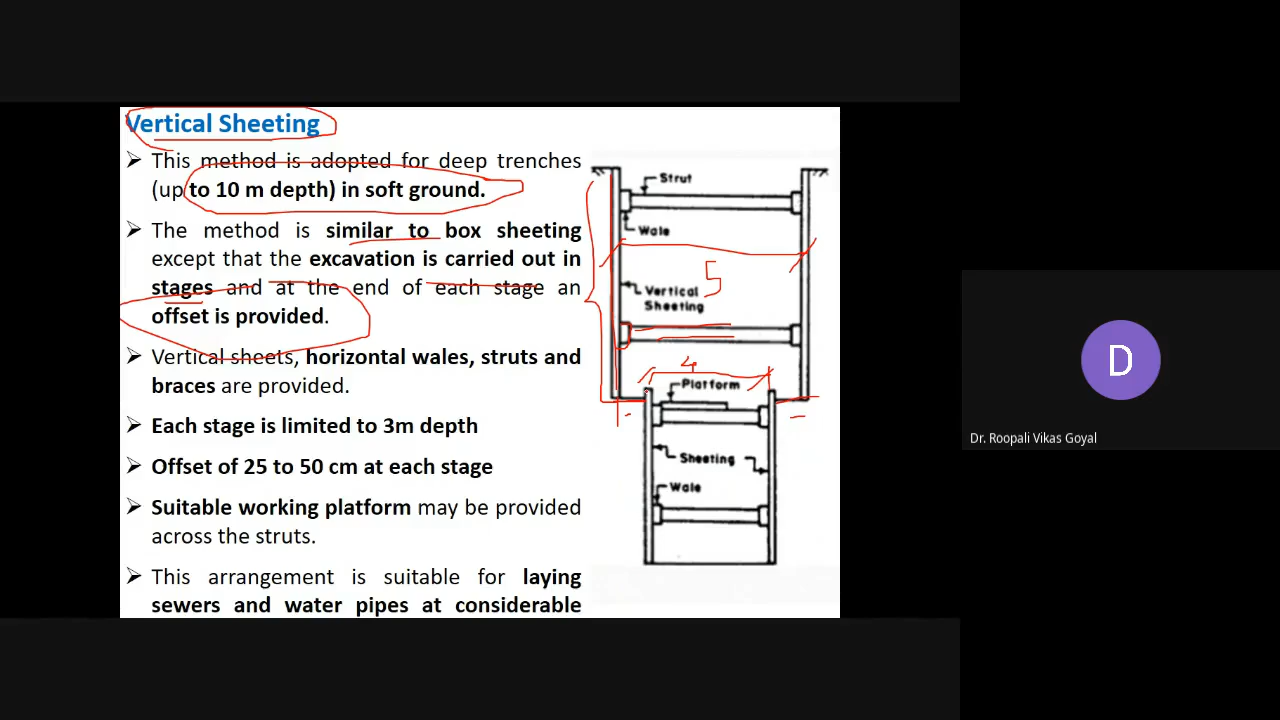 Vertical Sheeting
➢ This method is adopted for deep trenches
(up to 10 m depth) in soft ground.
➢ The method is similar to box sheeting
except that the excavation is carried out in
stages and at the end of each stage an
offset is provided.
➢ Vertical sheets, horizontal wales, struts and
braces are provided.
➢ Each stage is limited to 3m depth
➢ Offset of 25 to 50 cm at each stage
➢ Suitable working platform may be provided
across the struts.
➢ This arrangement is suitable for laying
sewers and water pipes at considerable
Strut
Wale
5
Vertical
Sheeting
4
Platform
Sheeting
Wale
D
Dr. Roopali Vikas Goyal